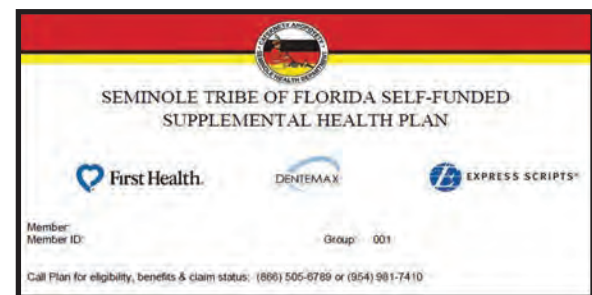 SEMINOLE TRIBE OF FLORIDA SELF-FUNDED
SUPPLEMENTAL HEALTH PLAN
First Health.
DENTEMAX
EXPRESS SCRIPTS®
Member:
Member ID:
Group: 001
Call Plan for eligibility, benefits & claim status: (866) 505-6789 or (954) 981-7410